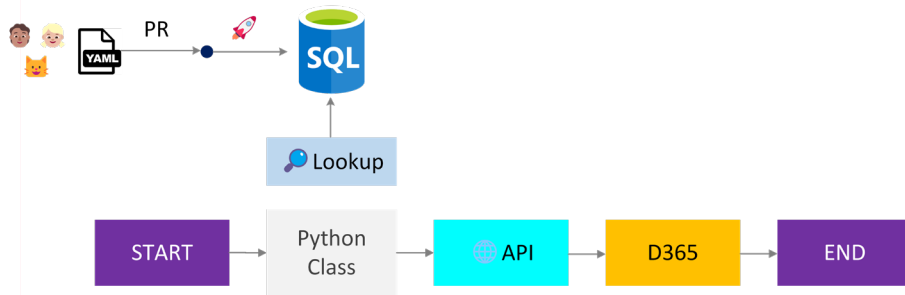 PR
YAML
SQL
Lookup
START
Python
Class
API
D365
END